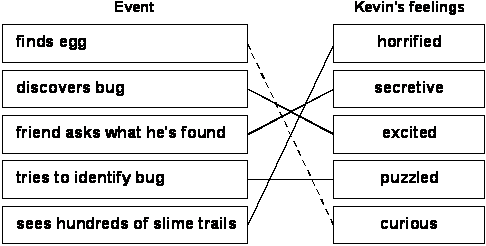 Event Kevin's feelings
finds egg horrified
discovers bug secretive
friend asks what he's found excited
tries to identify bug puzzled
sees hundreds of slime trails curious